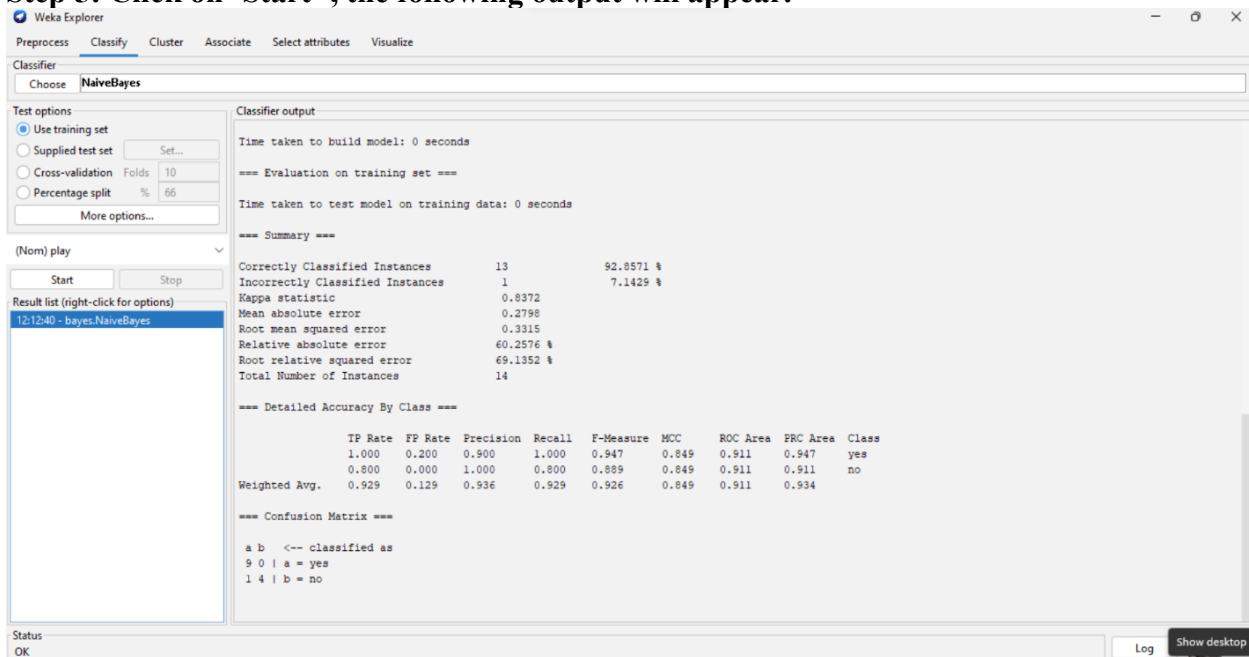 Step 5: Click on "Start", the following output will appear:
Weka Explorer
Preprocess Classify Cluster Associate Select attributes Visualize
Classifier
Choose NaiveBayes
Test options
Use training set
Supplied test set Set...
Cross-validation Folds 10
Percentage split % 66
More options...
(Nom) play
Start Stop
Result list (right-click for options)
12:12:40 - bayes.NaiveBayes
Classifier output
Time taken to build model: 0 seconds
=== Evaluation on training set ===
Time taken to test model on training data: 0 seconds
=== Summary ===
Correctly Classified Instances 13 92.8571 %
Incorrectly Classified Instances 1 7.1429 %
Kappa statistic 0.8372
Mean absolute error 0.2798
Root mean squared error 0.3315
Relative absolute error 60.2576 %
Root relative squared error 69.1352 %
Total Number of Instances 14
=== Detailed Accuracy By Class ===
TP Rate FP Rate Precision Recall F-Measure MCC ROC Area PRC Area Class
1.000 0.200 0.900 1.000 0.947 0.849 0.911 0.947 yes
0.800 0.000 1.000 0.800 0.889 0.849 0.911 0.911 no
Weighted Avg. 0.929 0.129 0.936 0.929 0.926 0.849 0.911 0.934
=== Confusion Matrix ===
a b <-- classified as
9 0 | a = yes
1 4 | b = no
Status
OK
Log
Show desktop